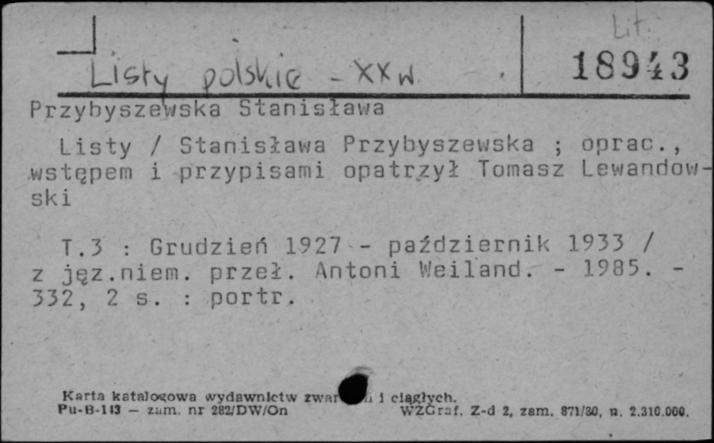 Lit.
Listy polskie - XX w. 18943
Przybyszewska Stanisława
Listy / Stanisława Przybyszewska ; oprac.,
wstępem i przypisami opatrzył Tomasz Lewandow-
ski
T.3 : Grudzień 1927 - październik 1933 /
z jęz.niem. przeł. Antoni Weiland. - 1985. -
332, 2 s. : portr.
Karta katalogowa wydawnictw i ciągłych.
Pu-B-113 — zam. nr 282/DW/On WZGraf. Z-d 2, zam. 871/80, n. 2.310.000.